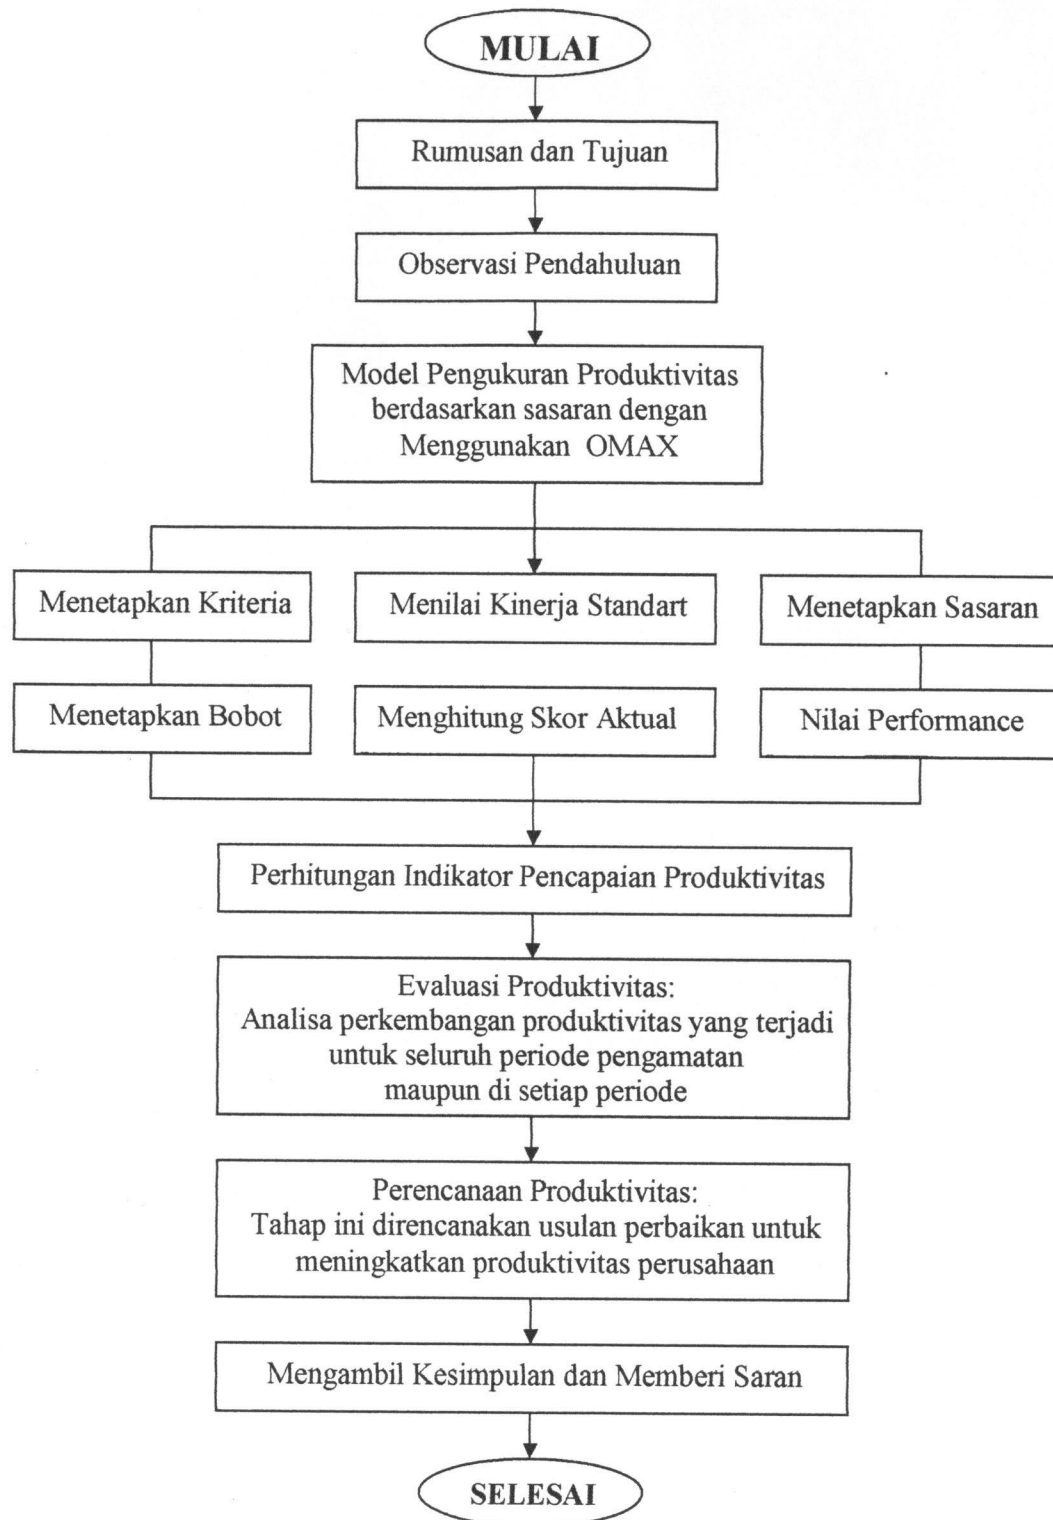 MULAI
Rumusan dan Tujuan
Observasi Pendahuluan
Model Pengukuran Produktivitas
berdasarkan sasaran dengan
Menggunakan OMAX
Menetapkan Kriteria
Menilai Kinerja Standart
Menetapkan Sasaran
Menetapkan Bobot
Menghitung Skor Aktual
Nilai Performance
Perhitungan Indikator Pencapaian Produktivitas
Evaluasi Produktivitas:
Analisa perkembangan produktivitas yang terjadi
untuk seluruh periode pengamatan
maupun di setiap periode
Perencanaan Produktivitas:
Tahap ini direncanakan usulan perbaikan untuk
meningkatkan produktivitas perusahaan
Mengambil Kesimpulan dan Memberi Saran
SELESAI